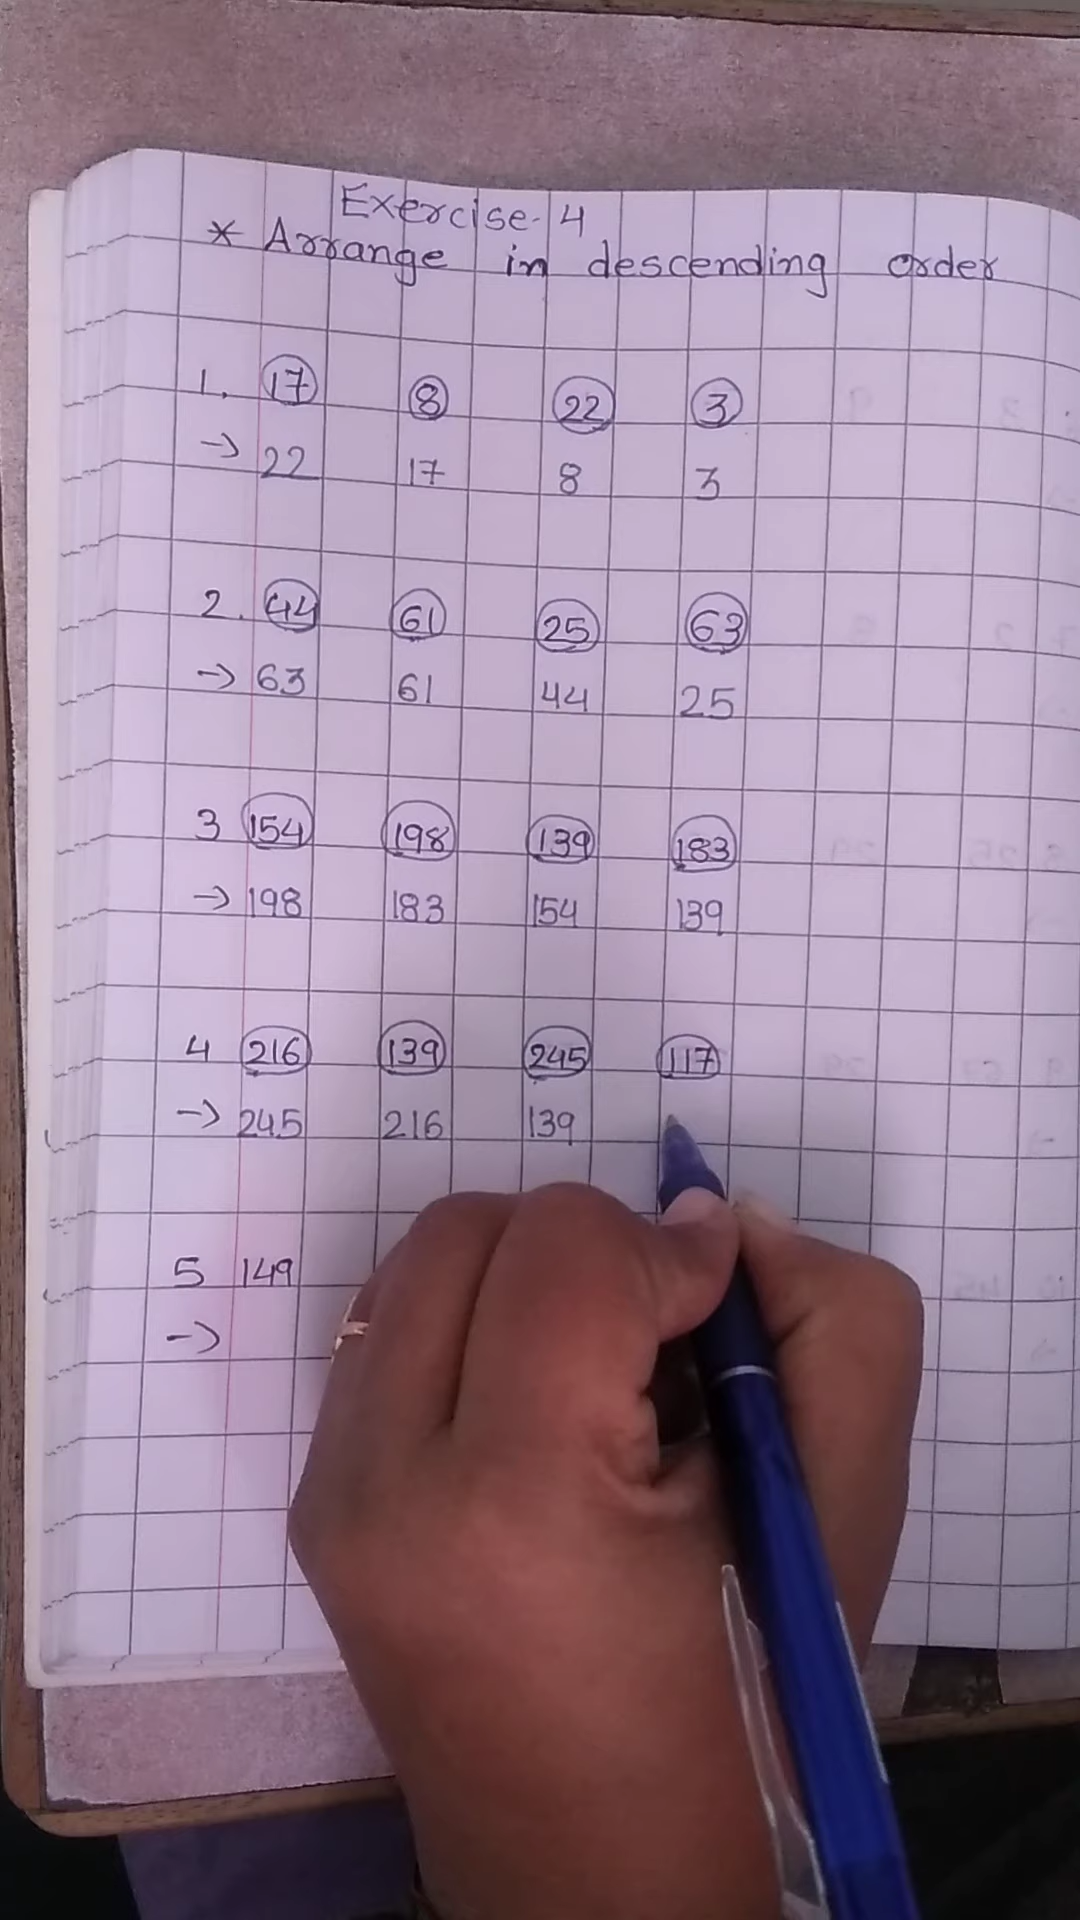 Exercise-4
* Arrange in descending order
1. 17 8 22 3
→ 22 17 8 3
2. 44 61 25 63
→ 63 61 44 25
3 154 198 139 183
→ 198 183 154 139
4 216 139 245 117
→ 245 216 139
5 149
→